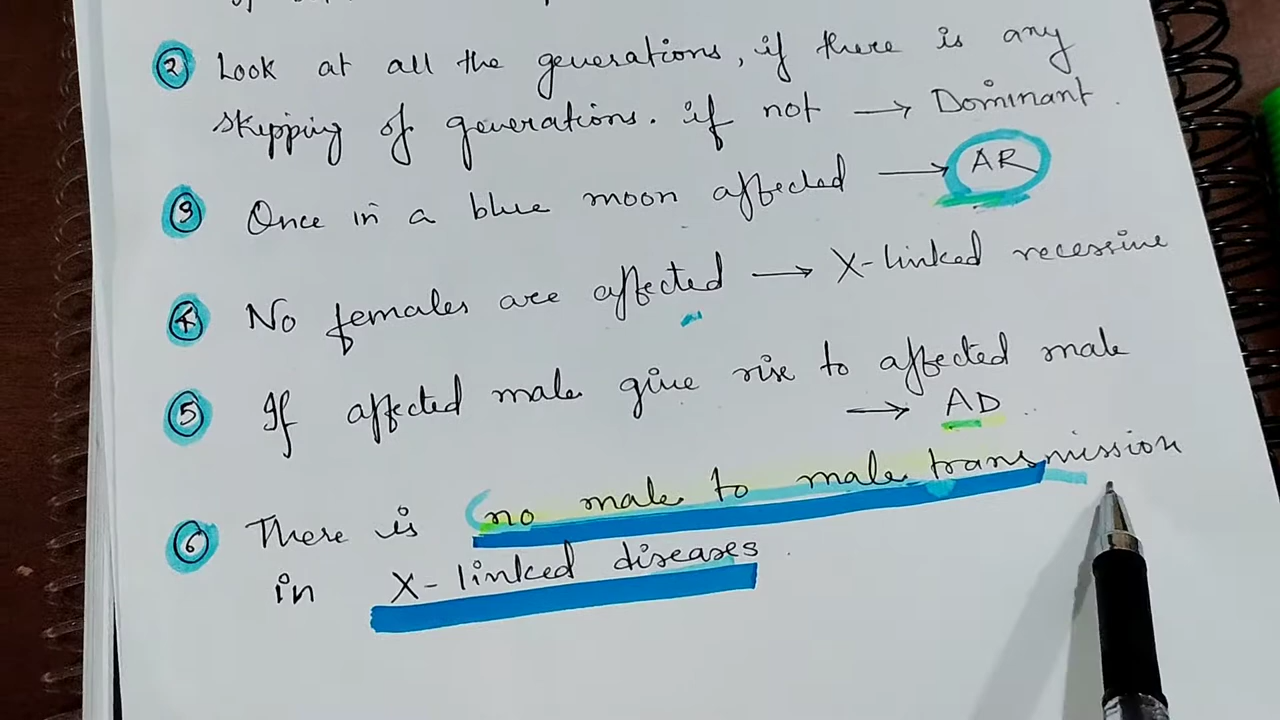 ② Look at all the generations, if there is any
skipping of generations. if not → Dominant.
③ Once in a blue moon affected → AR
④ No females are affected → X-linked recessive
⑤ If affected male give rise to affected male
→ AD
⑥ There is no male to male transmission
in X-linked diseases.